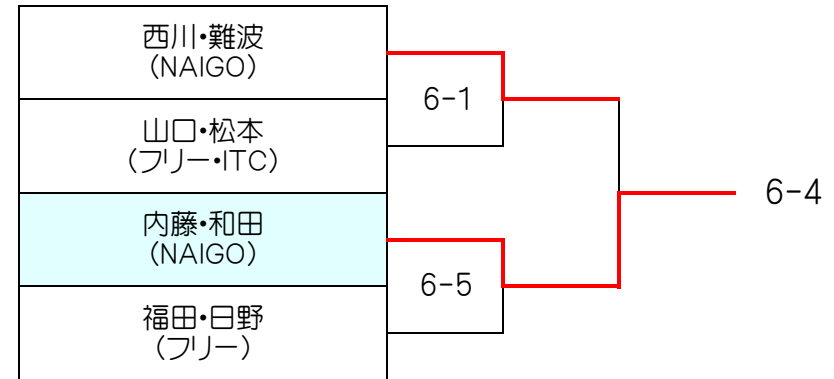 西川・難波
(NAIGO)
6-1
山口・松本
(フリー・ITC)
6-4
内藤・和田
(NAIGO)
6-5
福田・日野
(フリー)